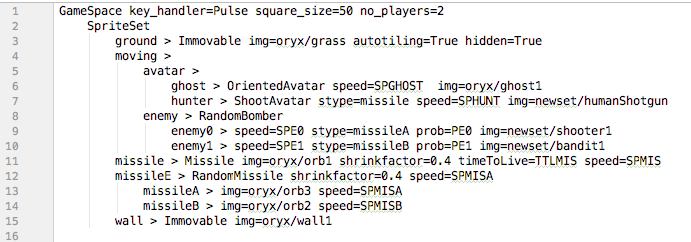 1 GameSpace key_handler=Pulse square_size=50 no_players=2
2 SpriteSet
3 ground > Immovable img=oryx/grass autotiling=True hidden=True
4 moving >
5 avatar >
6 ghost > OrientedAvatar speed=SPGHOST  img=oryx/ghost1
7 hunter > ShootAvatar stype=missile speed=SPHUNT img=newset/humanShotgun
8 enemy > RandomBomber
9 enemy0 > speed=SPE0 stype=missileA prob=PE0 img=newset/shooter1
10 enemy1 > speed=SPE1 stype=missileB prob=PE1 img=newset/bandit1
11 missile > Missile img=oryx/orb1 shrinkfactor=0.4 timeToLive=TTLMIS speed=SPMIS
12 missileE > RandomMissile shrinkfactor=0.4 speed=SPMISA
13 missileA > img=oryx/orb3 speed=SPMISA
14 missileB > img=oryx/orb2 speed=SPMISB
15 wall > Immovable img=oryx/wall1
16